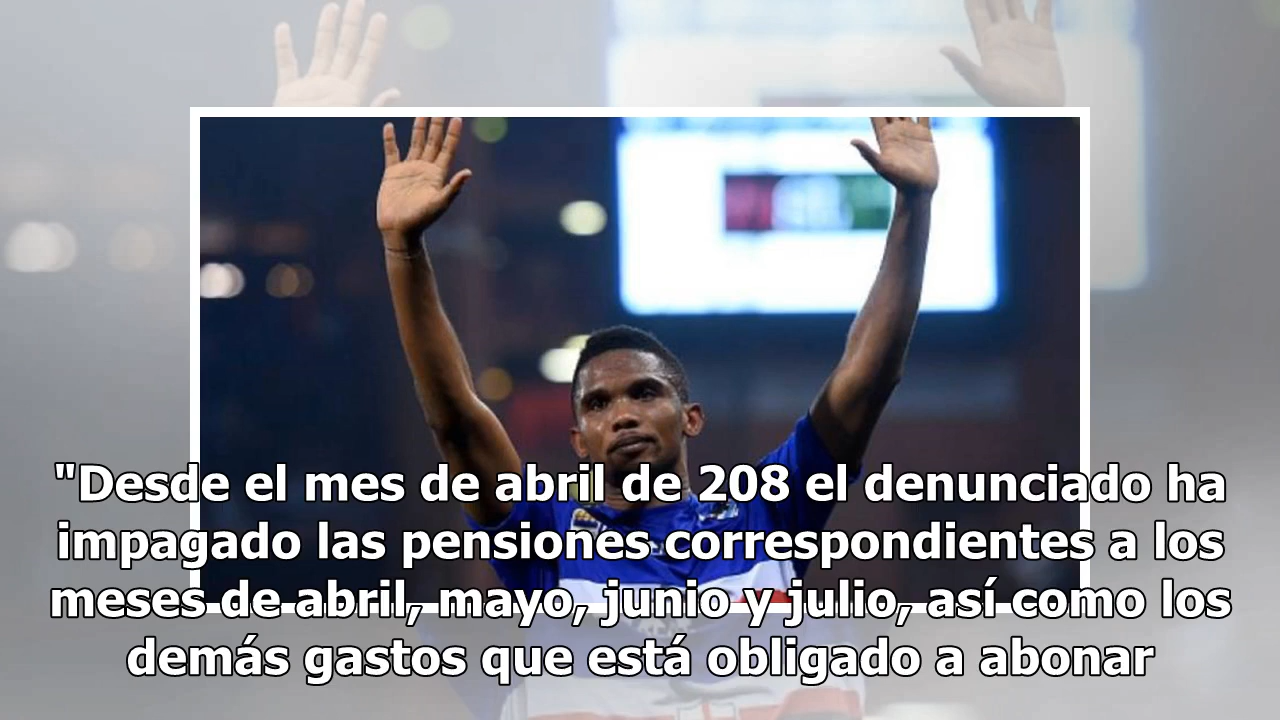 "Desde el mes de abril de 208 el denunciado ha
impagado las pensiones correspondientes a los
meses de abril, mayo, junio y julio, así como los
demás gastos que está obligado a abonar